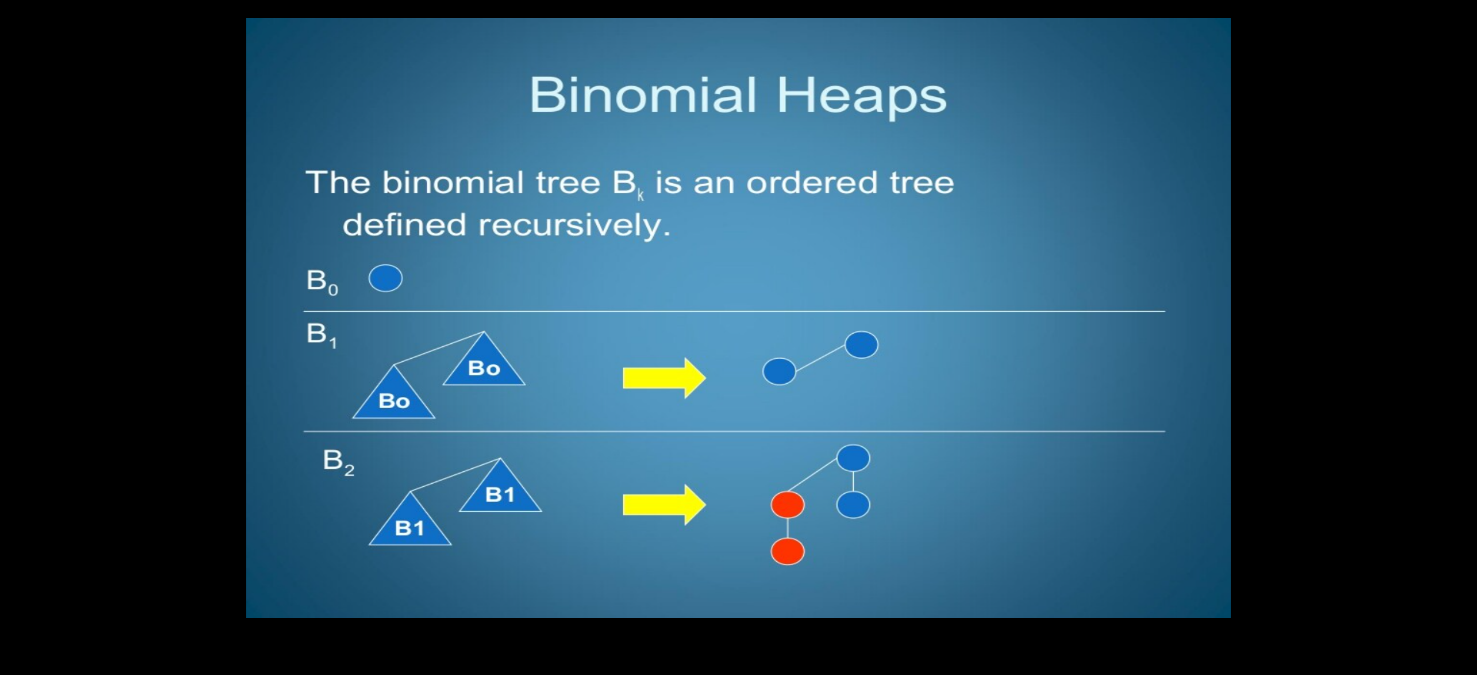 Binomial Heaps
The binomial tree Bk is an ordered tree
defined recursively.
B0
B1
Bo
Bo
B2
B1
B1